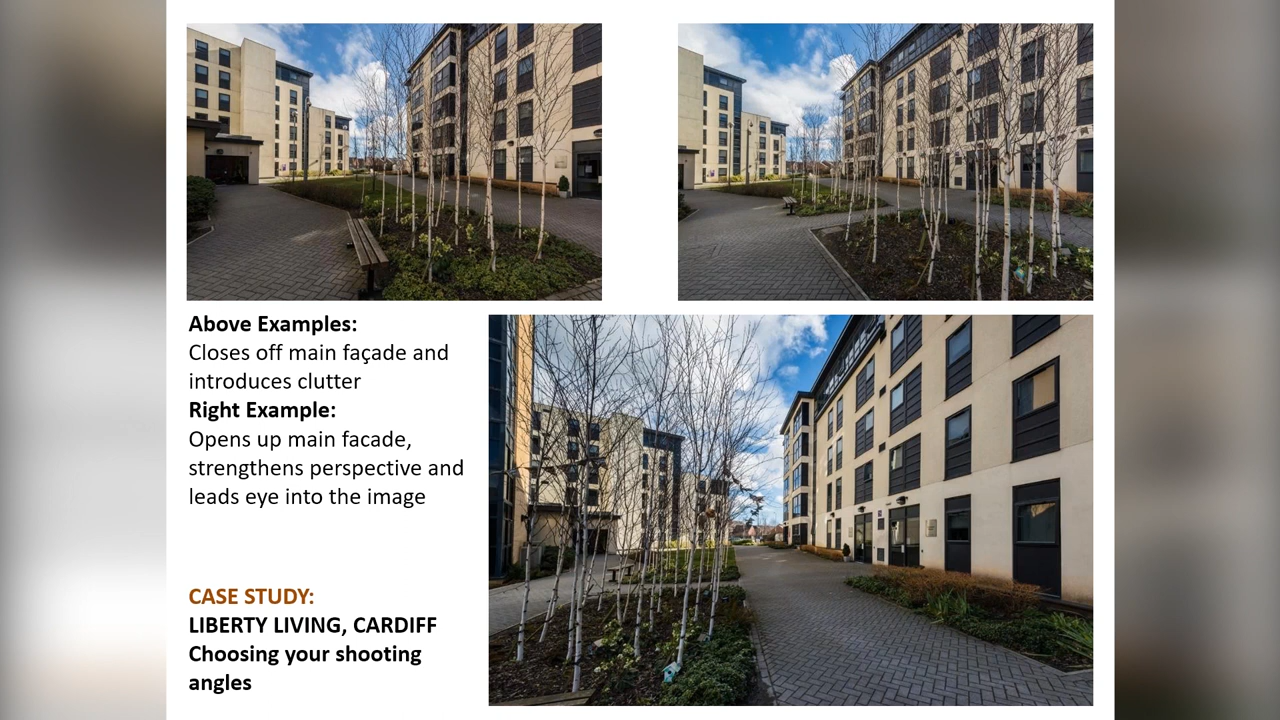 Above Examples:
Closes off main façade and
introduces clutter
Right Example:
Opens up main facade,
strengthens perspective and
leads eye into the image
CASE STUDY:
LIBERTY LIVING, CARDIFF
Choosing your shooting
angles